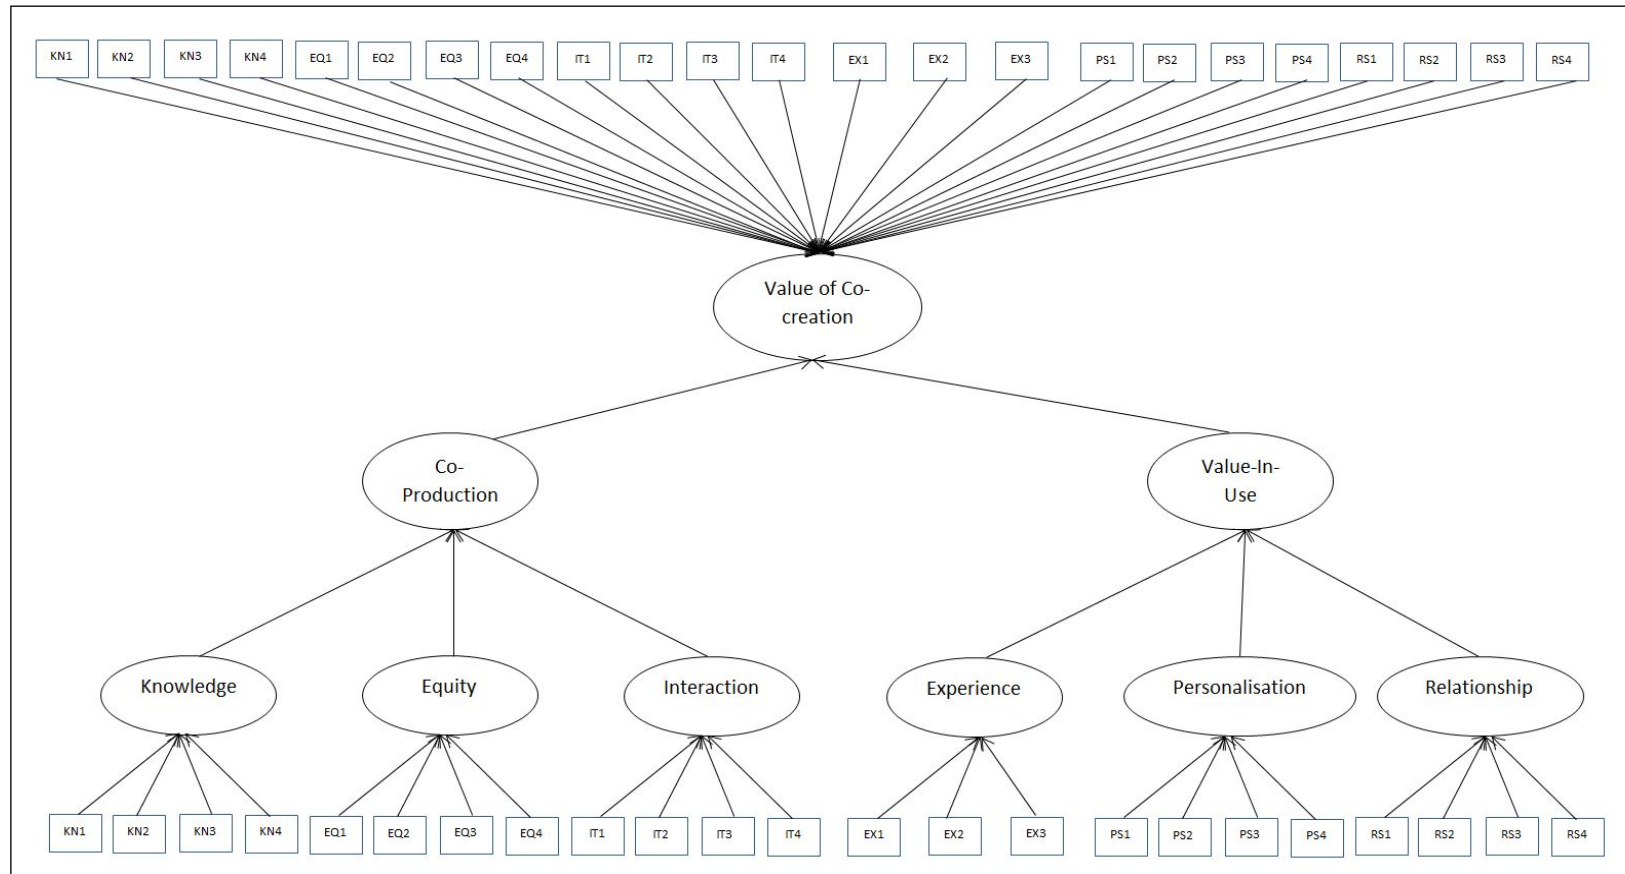 KN1 KN2 KN3 KN4 EQ1 EQ2 EQ3 EQ4 IT1 IT2 IT3 IT4 EX1 EX2 EX3 PS1 PS2 PS3 PS4 RS1 RS2 RS3 RS4
Value of Co-
creation
Co-
Production
Value-In-
Use
Knowledge
Equity
Interaction
Experience
Personalisation
Relationship
KN1 KN2 KN3 KN4 EQ1 EQ2 EQ3 EQ4 IT1 IT2 IT3 IT4 EX1 EX2 EX3 PS1 PS2 PS3 PS4 RS1 RS2 RS3 RS4